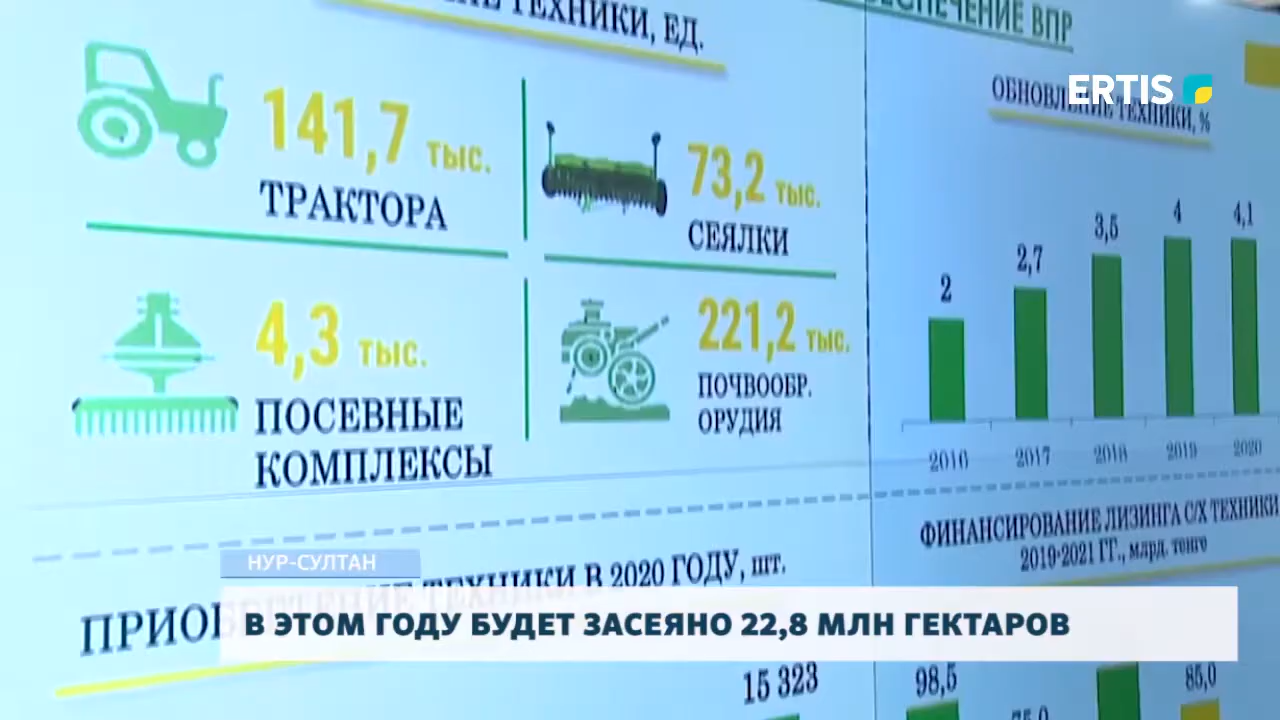 ТЕХНИКИ, ЕД.
141,7 тыс.
ТРАКТОРА
73,2 тыс.
СЕЯЛКИ
4,3 тыс.
ПОСЕВНЫЕ
КОМПЛЕКСЫ
221,2 тыс.
ПОЧВООБР.
ОРУДИЯ
ВПР
ERTIS
ОБНОВЛЕНИЕ ТЕХНИКИ, %
2
2,7
3,5
4
4,1
2016
2017
2018
2019
2020
ФИНАНСИРОВАНИЕ ЛИЗИНГА С/Х ТЕХНИКИ
2019-2021 ГГ., млрд. тенге
ПРИОБРЕТЕНИЕ ТЕХНИКИ В 2020 ГОДУ, шт.
НУР-СУЛТАН
В ЭТОМ ГОДУ БУДЕТ ЗАСЕЯНО 22,8 МЛН ГЕКТАРОВ
15 323
98,5
75,0
85,0